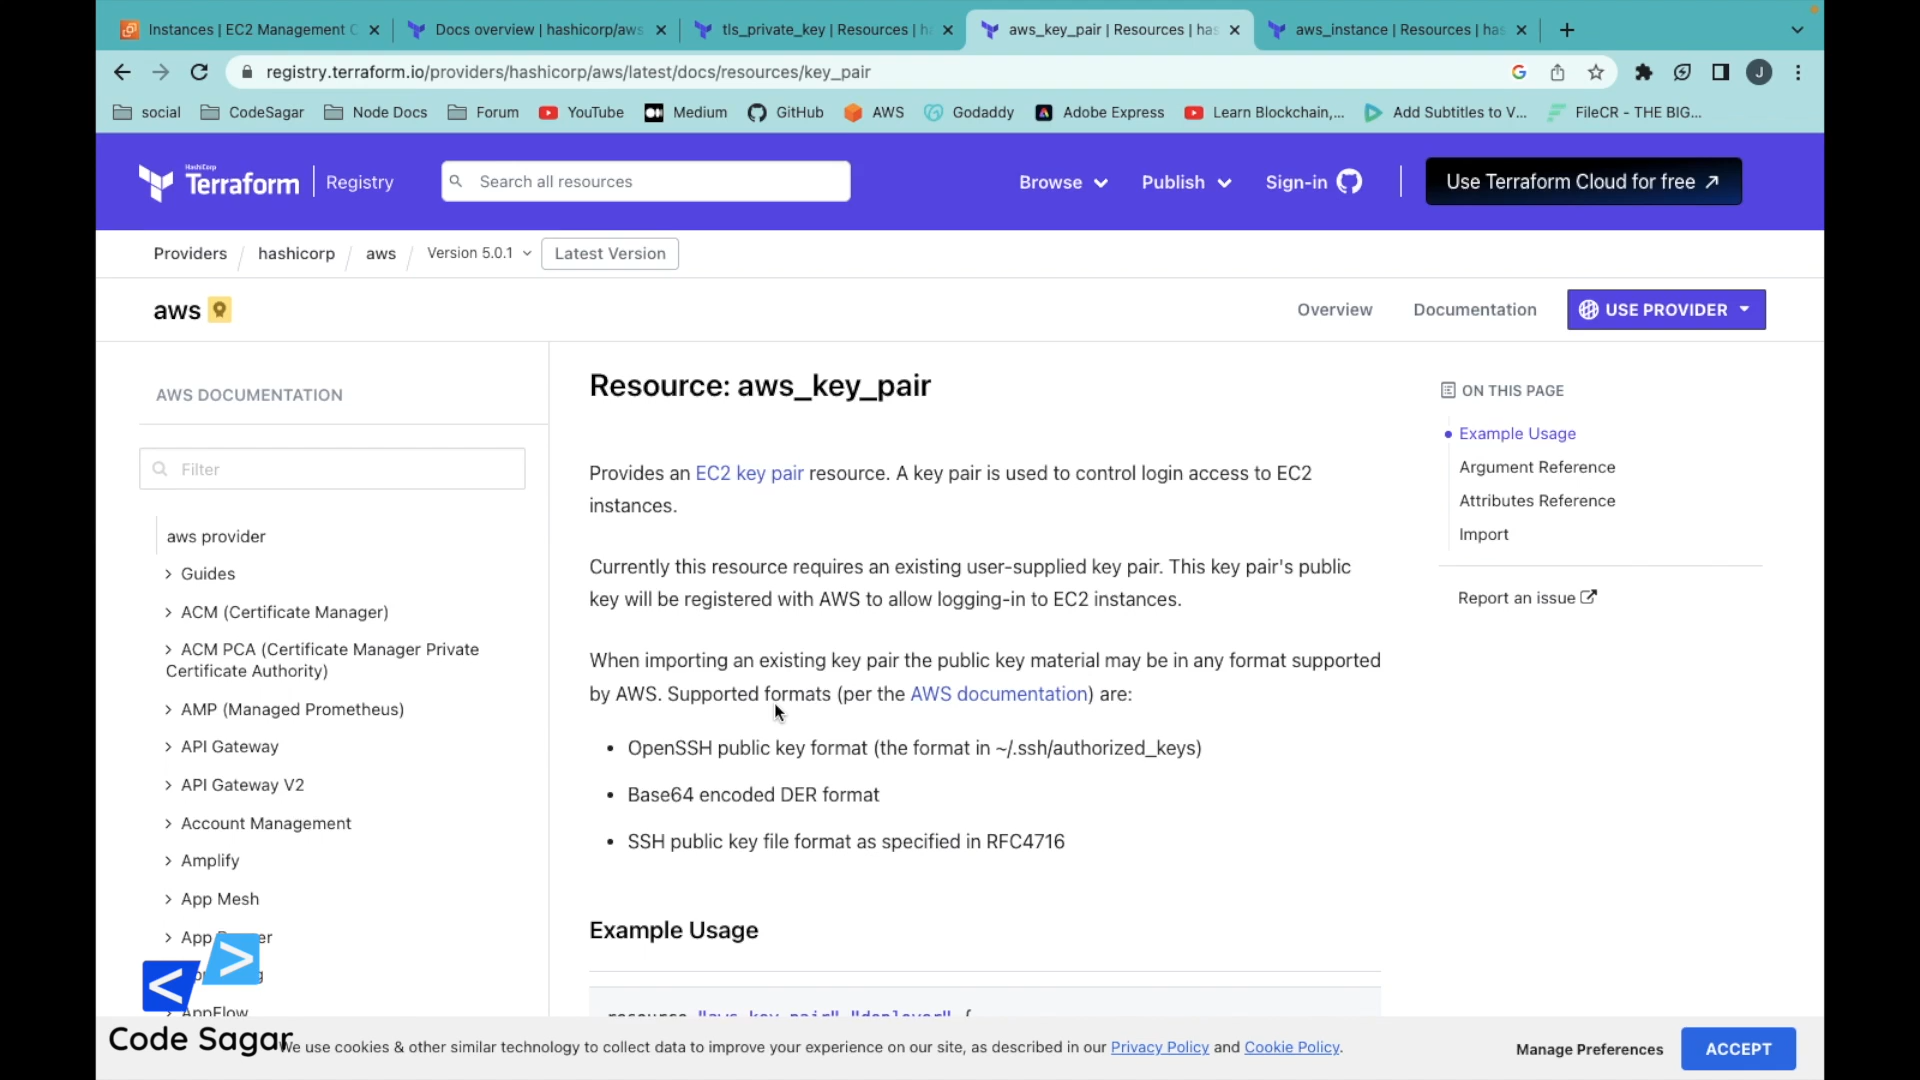 Instances | EC2 Management C
Docs overview | hashicorp/aws
tls_private_key | Resources | ha
aws_key_pair | Resources | has
aws_instance | Resources | has
registry.terraform.io/providers/hashicorp/aws/latest/docs/resources/key_pair
J
social
CodeSagar
Node Docs
Forum
YouTube
Medium
GitHub
AWS
Godaddy
Adobe Express
Learn Blockchain,...
Add Subtitles to V...
FileCR - THE BIG...
HashiCorp
Terraform
Registry
Search all resources
Browse
Publish
Sign-in
Use Terraform Cloud for free
Providers / hashicorp / aws / Version 5.0.1
Latest Version
aws
Overview
Documentation
USE PROVIDER
AWS DOCUMENTATION
Filter
aws provider
Guides
ACM (Certificate Manager)
ACM PCA (Certificate Manager Private
Certificate Authority)
AMP (Managed Prometheus)
API Gateway
API Gateway V2
Account Management
Amplify
App Mesh
App
AppFlow
Resource: aws_key_pair
Provides an EC2 key pair resource. A key pair is used to control login access to EC2
instances.
Currently this resource requires an existing user-supplied key pair. This key pair's public
key will be registered with AWS to allow logging-in to EC2 instances.
When importing an existing key pair the public key material may be in any format supported
by AWS. Supported formats (per the AWS documentation) are:
• OpenSSH public key format (the format in ~/.ssh/authorized_keys)
• Base64 encoded DER format
• SSH public key file format as specified in RFC4716
Example Usage
resource "aws_key_pair" "deployer" {
ON THIS PAGE
Example Usage
Argument Reference
Attributes Reference
Import
Report an issue
< >
Code Sagar
We use cookies & other similar technology to collect data to improve your experience on our site, as described in our Privacy Policy and Cookie Policy.
Manage Preferences
ACCEPT